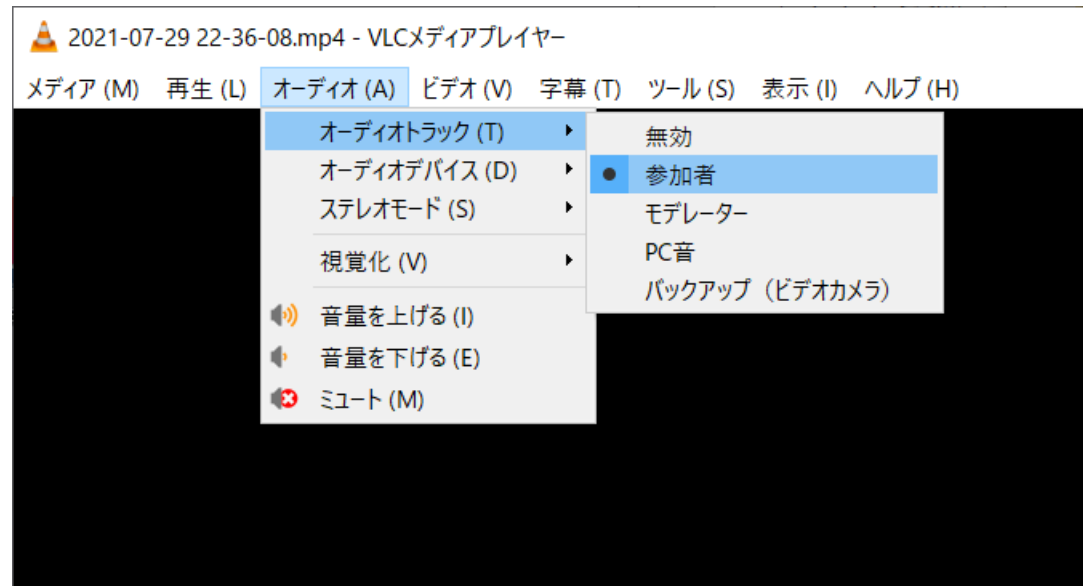 2021-07-29 22-36-08.mp4 - VLCメディアプレイヤー
メディア (M) 再生 (L) オーディオ (A) ビデオ (V) 字幕 (T) ツール (S) 表示 (I) ヘルプ (H)
オーディオトラック (T)
オーディオデバイス (D)
ステレオモード (S)
視覚化 (V)
音量を上げる (I)
音量を下げる (E)
ミュート (M)
無効
参加者
モデレーター
PC音
バックアップ（ビデオカメラ）